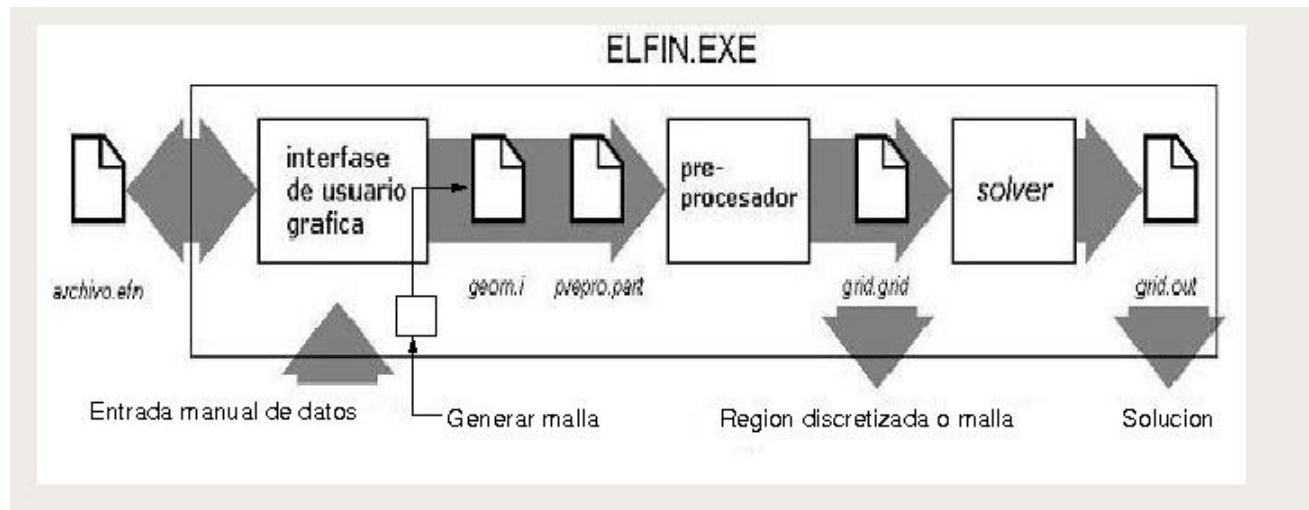 ELFIN.EXE
interfase
de usuario
grafica
pre-
procesador
solver
archivo.efn
geom.i
prepro.part
grid.grid
grid.out
Entrada manual de datos
Generar malla
Region discretizada o malla
Solucion